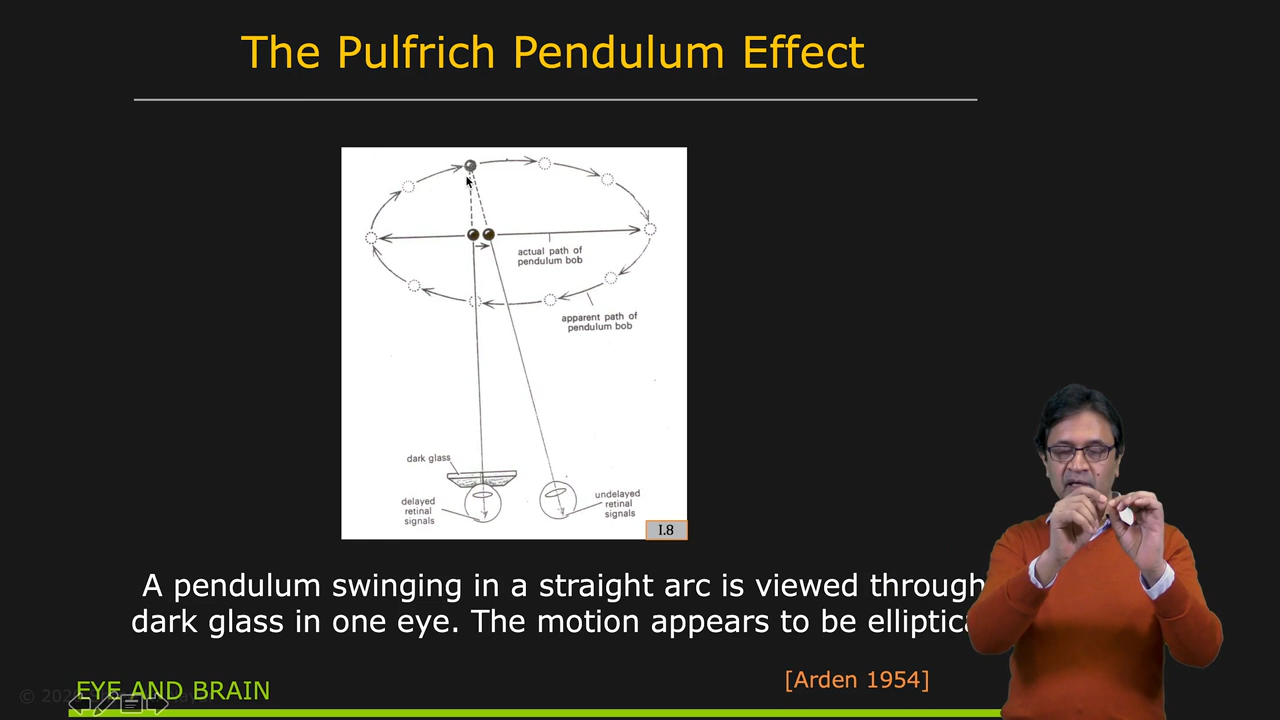 The Pulfrich Pendulum Effect
actual path of
pendulum bob
apparent path of
pendulum bob
dark glass
delayed
retinal
signals
undelayed
retinal
signals
I.8
A pendulum swinging in a straight arc is viewed through
dark glass in one eye. The motion appears to be elliptica
[Arden 1954]
EYE AND BRAIN